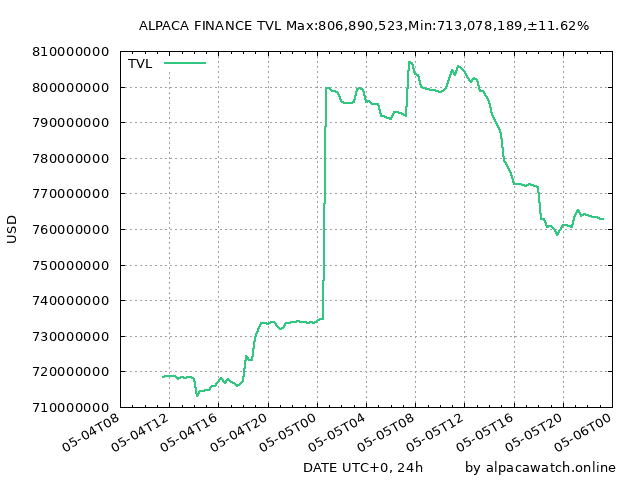 ALPACA FINANCE TVL Max:806,890,523,Min:713,078,189,±11.62%
TVL
810000000
800000000
790000000
780000000
770000000
760000000
750000000
740000000
730000000
720000000
710000000
USD
05-04T08
05-04T12
05-04T16
05-04T20
05-05T00
05-05T04
05-05T08
05-05T12
05-05T16
05-05T20
05-06T00
DATE UTC+0, 24h
by alpacawatch.online